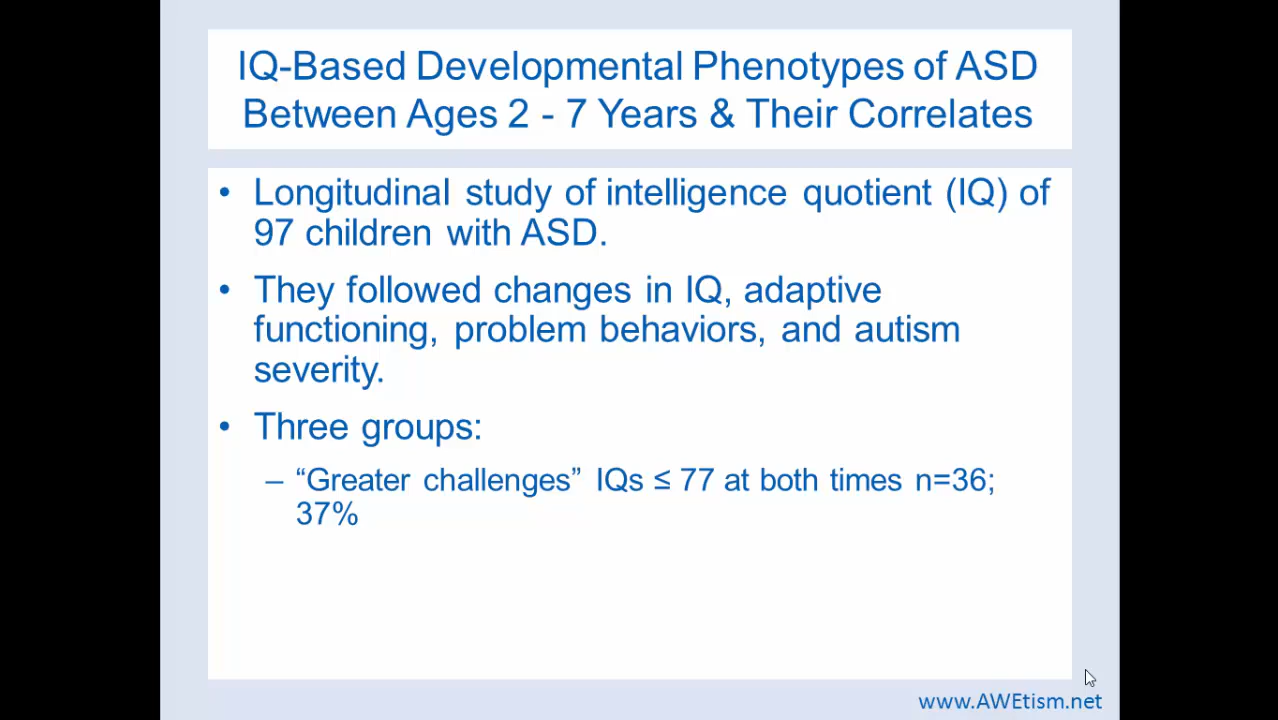 IQ-Based Developmental Phenotypes of ASD
Between Ages 2 - 7 Years & Their Correlates
• Longitudinal study of intelligence quotient (IQ) of
97 children with ASD.
• They followed changes in IQ, adaptive
functioning, problem behaviors, and autism
severity.
• Three groups:
– “Greater challenges” IQs ≤ 77 at both times n=36;
37%
www.AWEtism.net